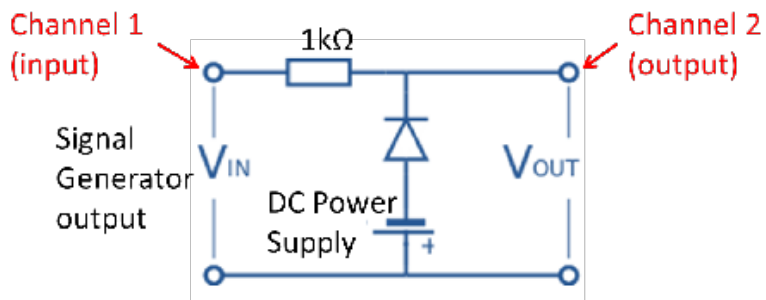 Channel 1
(input)
1kΩ
Channel 2
(output)
Signal
Generator
output
VIN
VOUT
DC Power
Supply
+